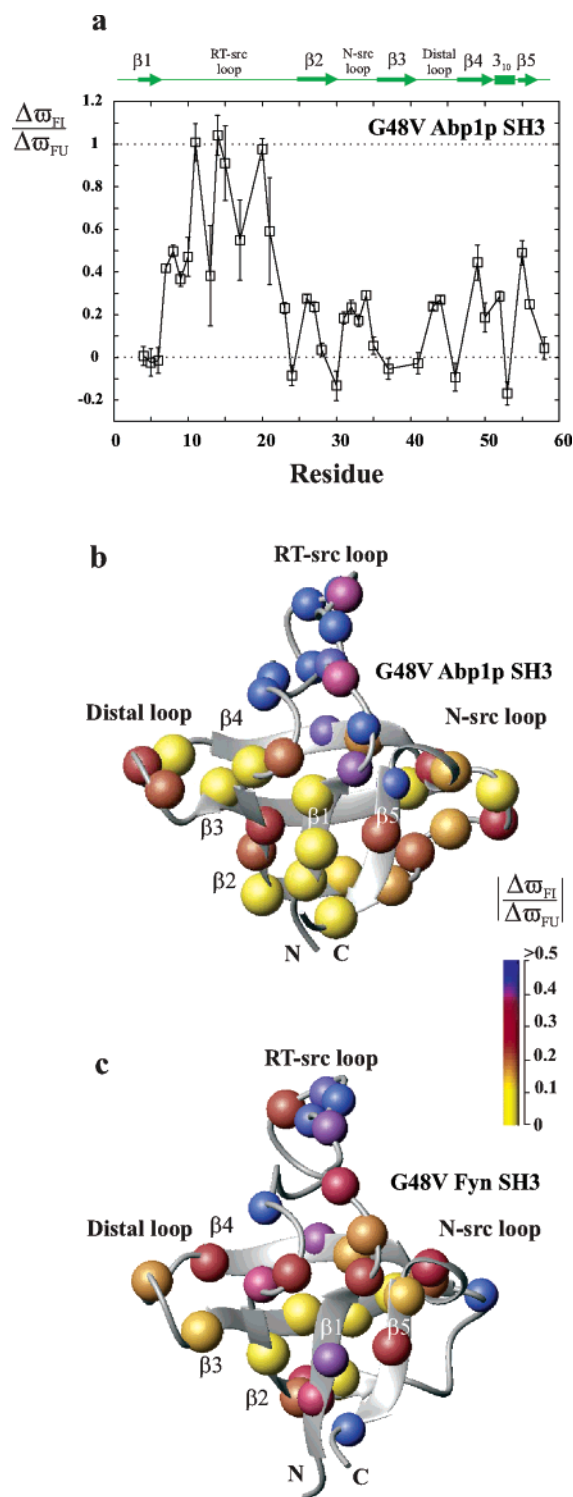 a
β1 RT-src loop β2 N-src loop β3 Distal loop β4 3₁₀ β5
ΔϖFI
ΔϖFU
G48V Abp1p SH3
1.2
1
0.8
0.6
0.4
0.2
0
-0.2
0 10 20 30 40 50 60
Residue
b
RT-src loop
G48V Abp1p SH3
Distal loop
β4
N-src loop
β3
β1
β5
β2
N C
|ΔϖFI
ΔϖFU|
>0.5
0.4
0.3
0.2
0.1
0
c
RT-src loop
G48V Fyn SH3
Distal loop
β4
N-src loop
β1
β5
β3
β2
N C